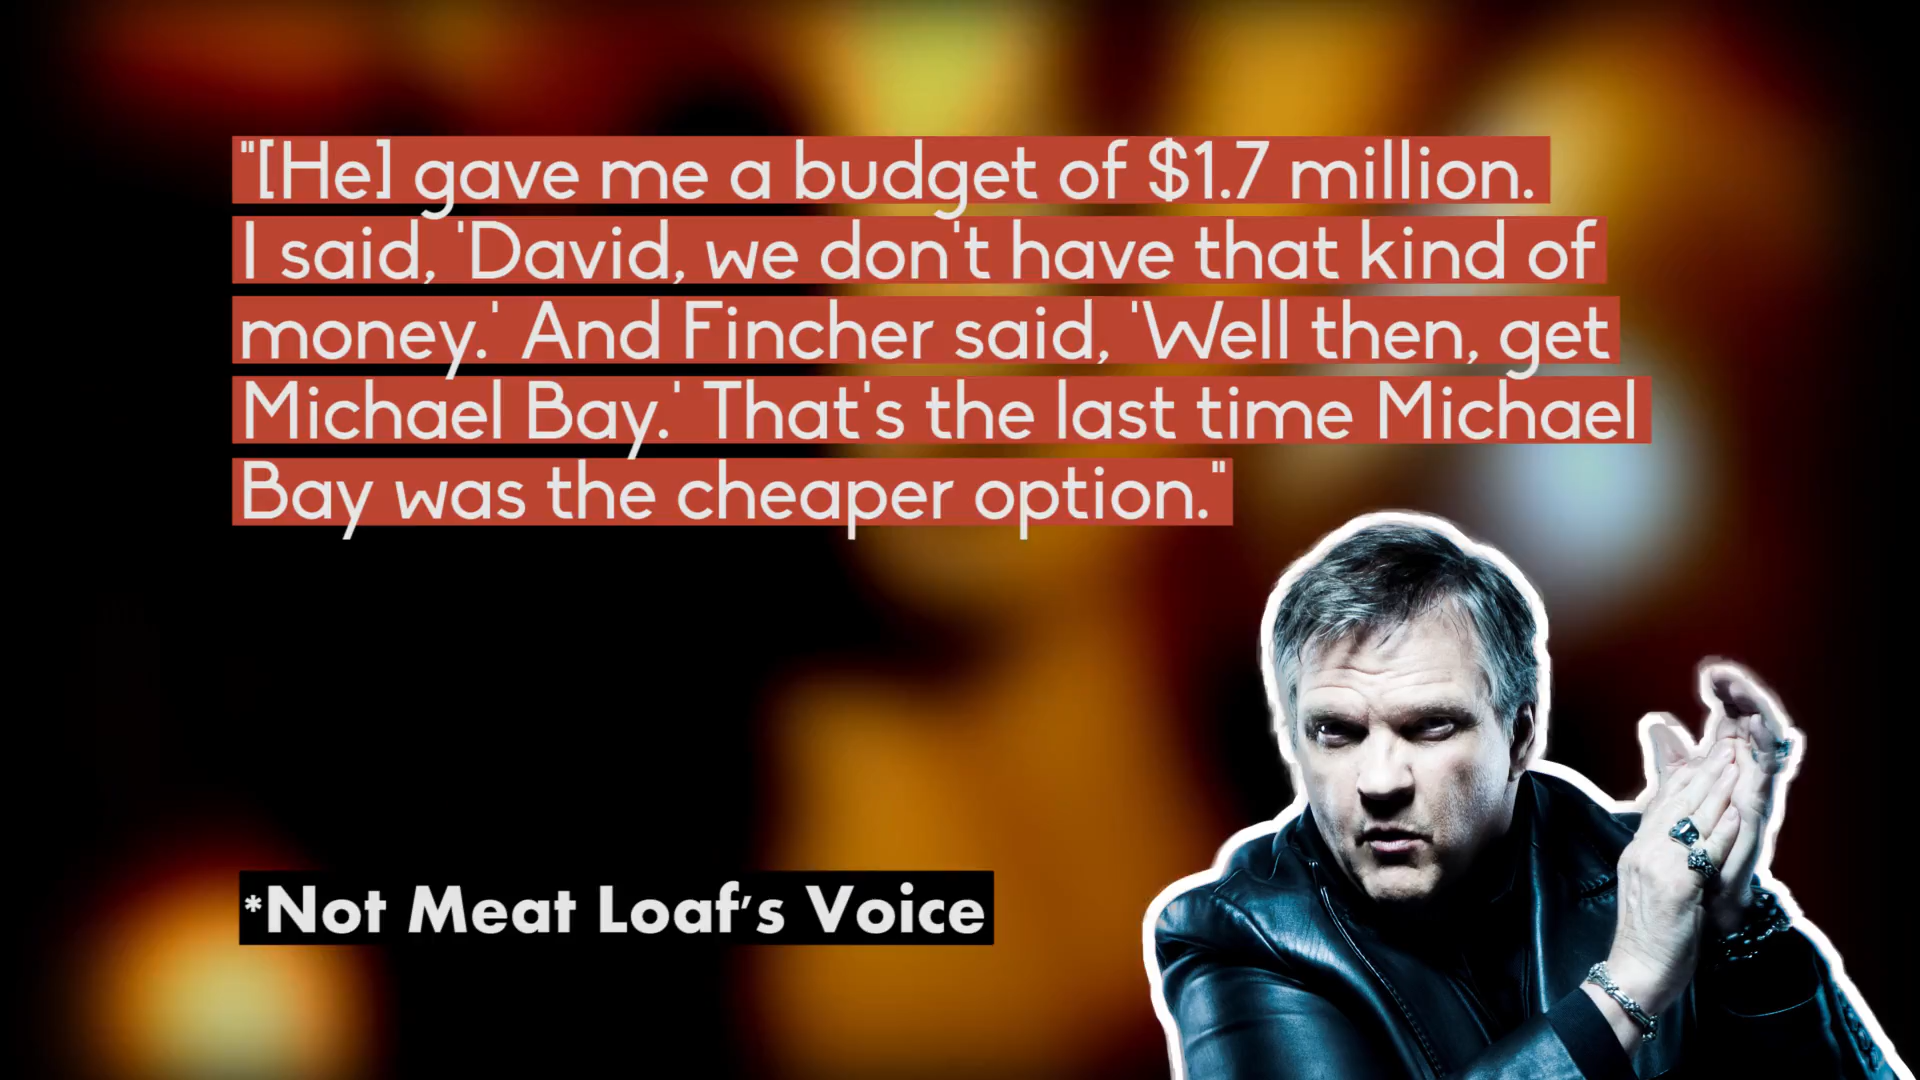 "[He] gave me a budget of $1.7 million.
I said, 'David, we don't have that kind of
money.' And Fincher said, 'Well then, get
Michael Bay.' That's the last time Michael
Bay was the cheaper option."
*Not Meat Loaf's Voice